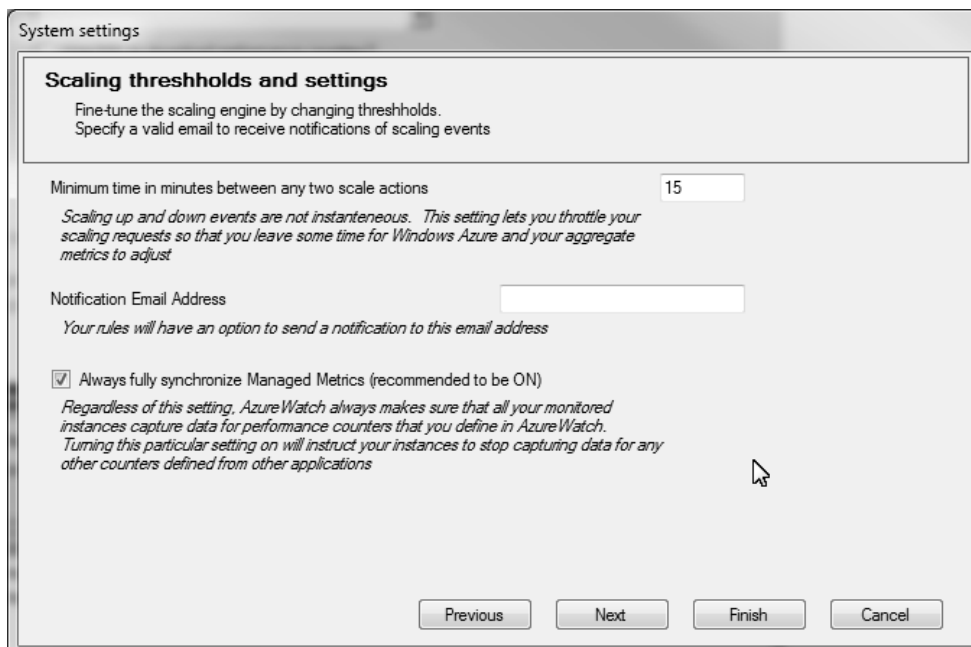 System settings
Scaling threshholds and settings
Fine-tune the scaling engine by changing threshholds.
Specify a valid email to receive notifications of scaling events
Minimum time in minutes between any two scale actions 15
Scaling up and down events are not instanteneous. This setting lets you throttle your
scaling requests so that you leave some time for Windows Azure and your aggregate
metrics to adjust
Notification Email Address
Your rules will have an option to send a notification to this email address
Always fully synchronize Managed Metrics (recommended to be ON)
Regardless of this setting, AzureWatch always makes sure that all your monitored
instances capture data for performance counters that you define in AzureWatch.
Turning this particular setting on will instruct your instances to stop capturing data for any
other counters defined from other applications
Previous Next Finish Cancel